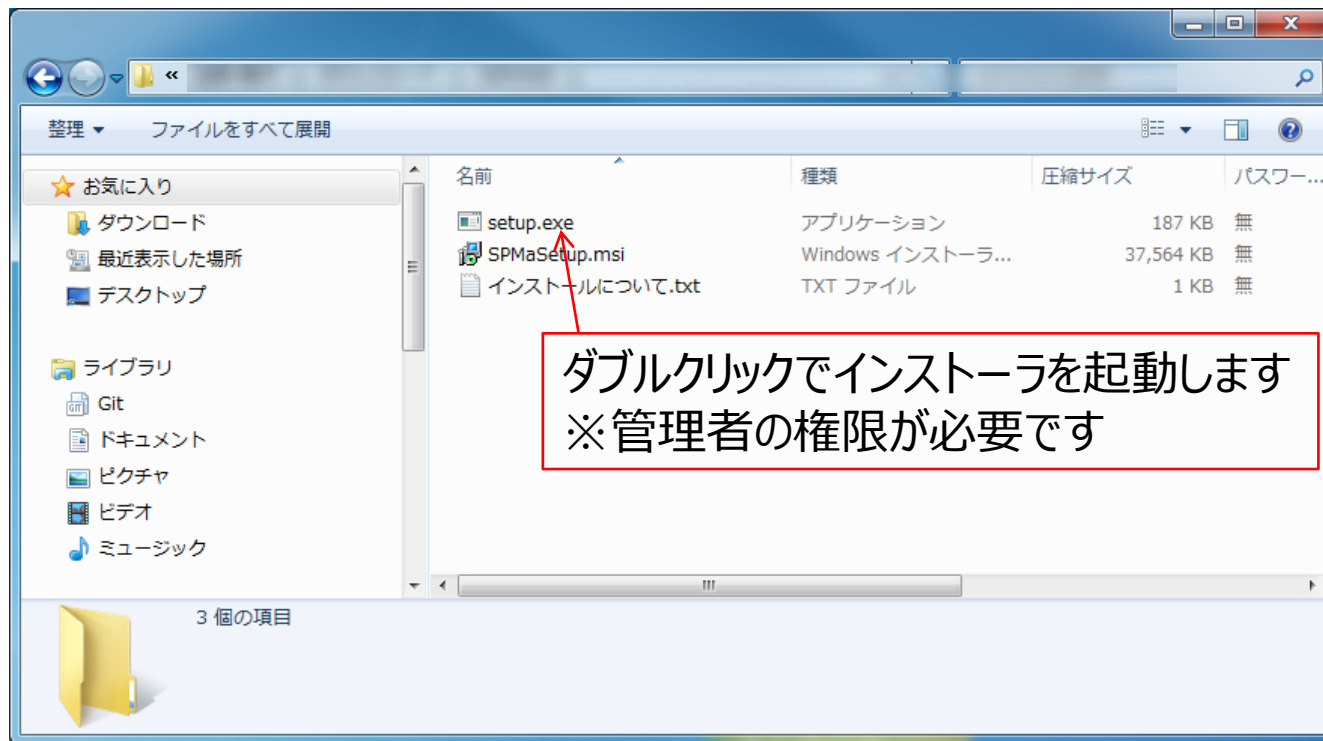 «
整理 ファイルをすべて展開
お気に入り
ダウンロード
最近表示した場所
デスクトップ
ライブラリ
Git
ドキュメント
ピクチャ
ビデオ
ミュージック
名前 種類 圧縮サイズ パスワー...
setup.exe アプリケーション 187 KB 無
SPMaSetup.msi Windows インストーラ... 37,564 KB 無
インストールについて.txt TXT ファイル 1 KB 無
ダブルクリックでインストーラを起動します
※管理者の権限が必要です
3 個の項目